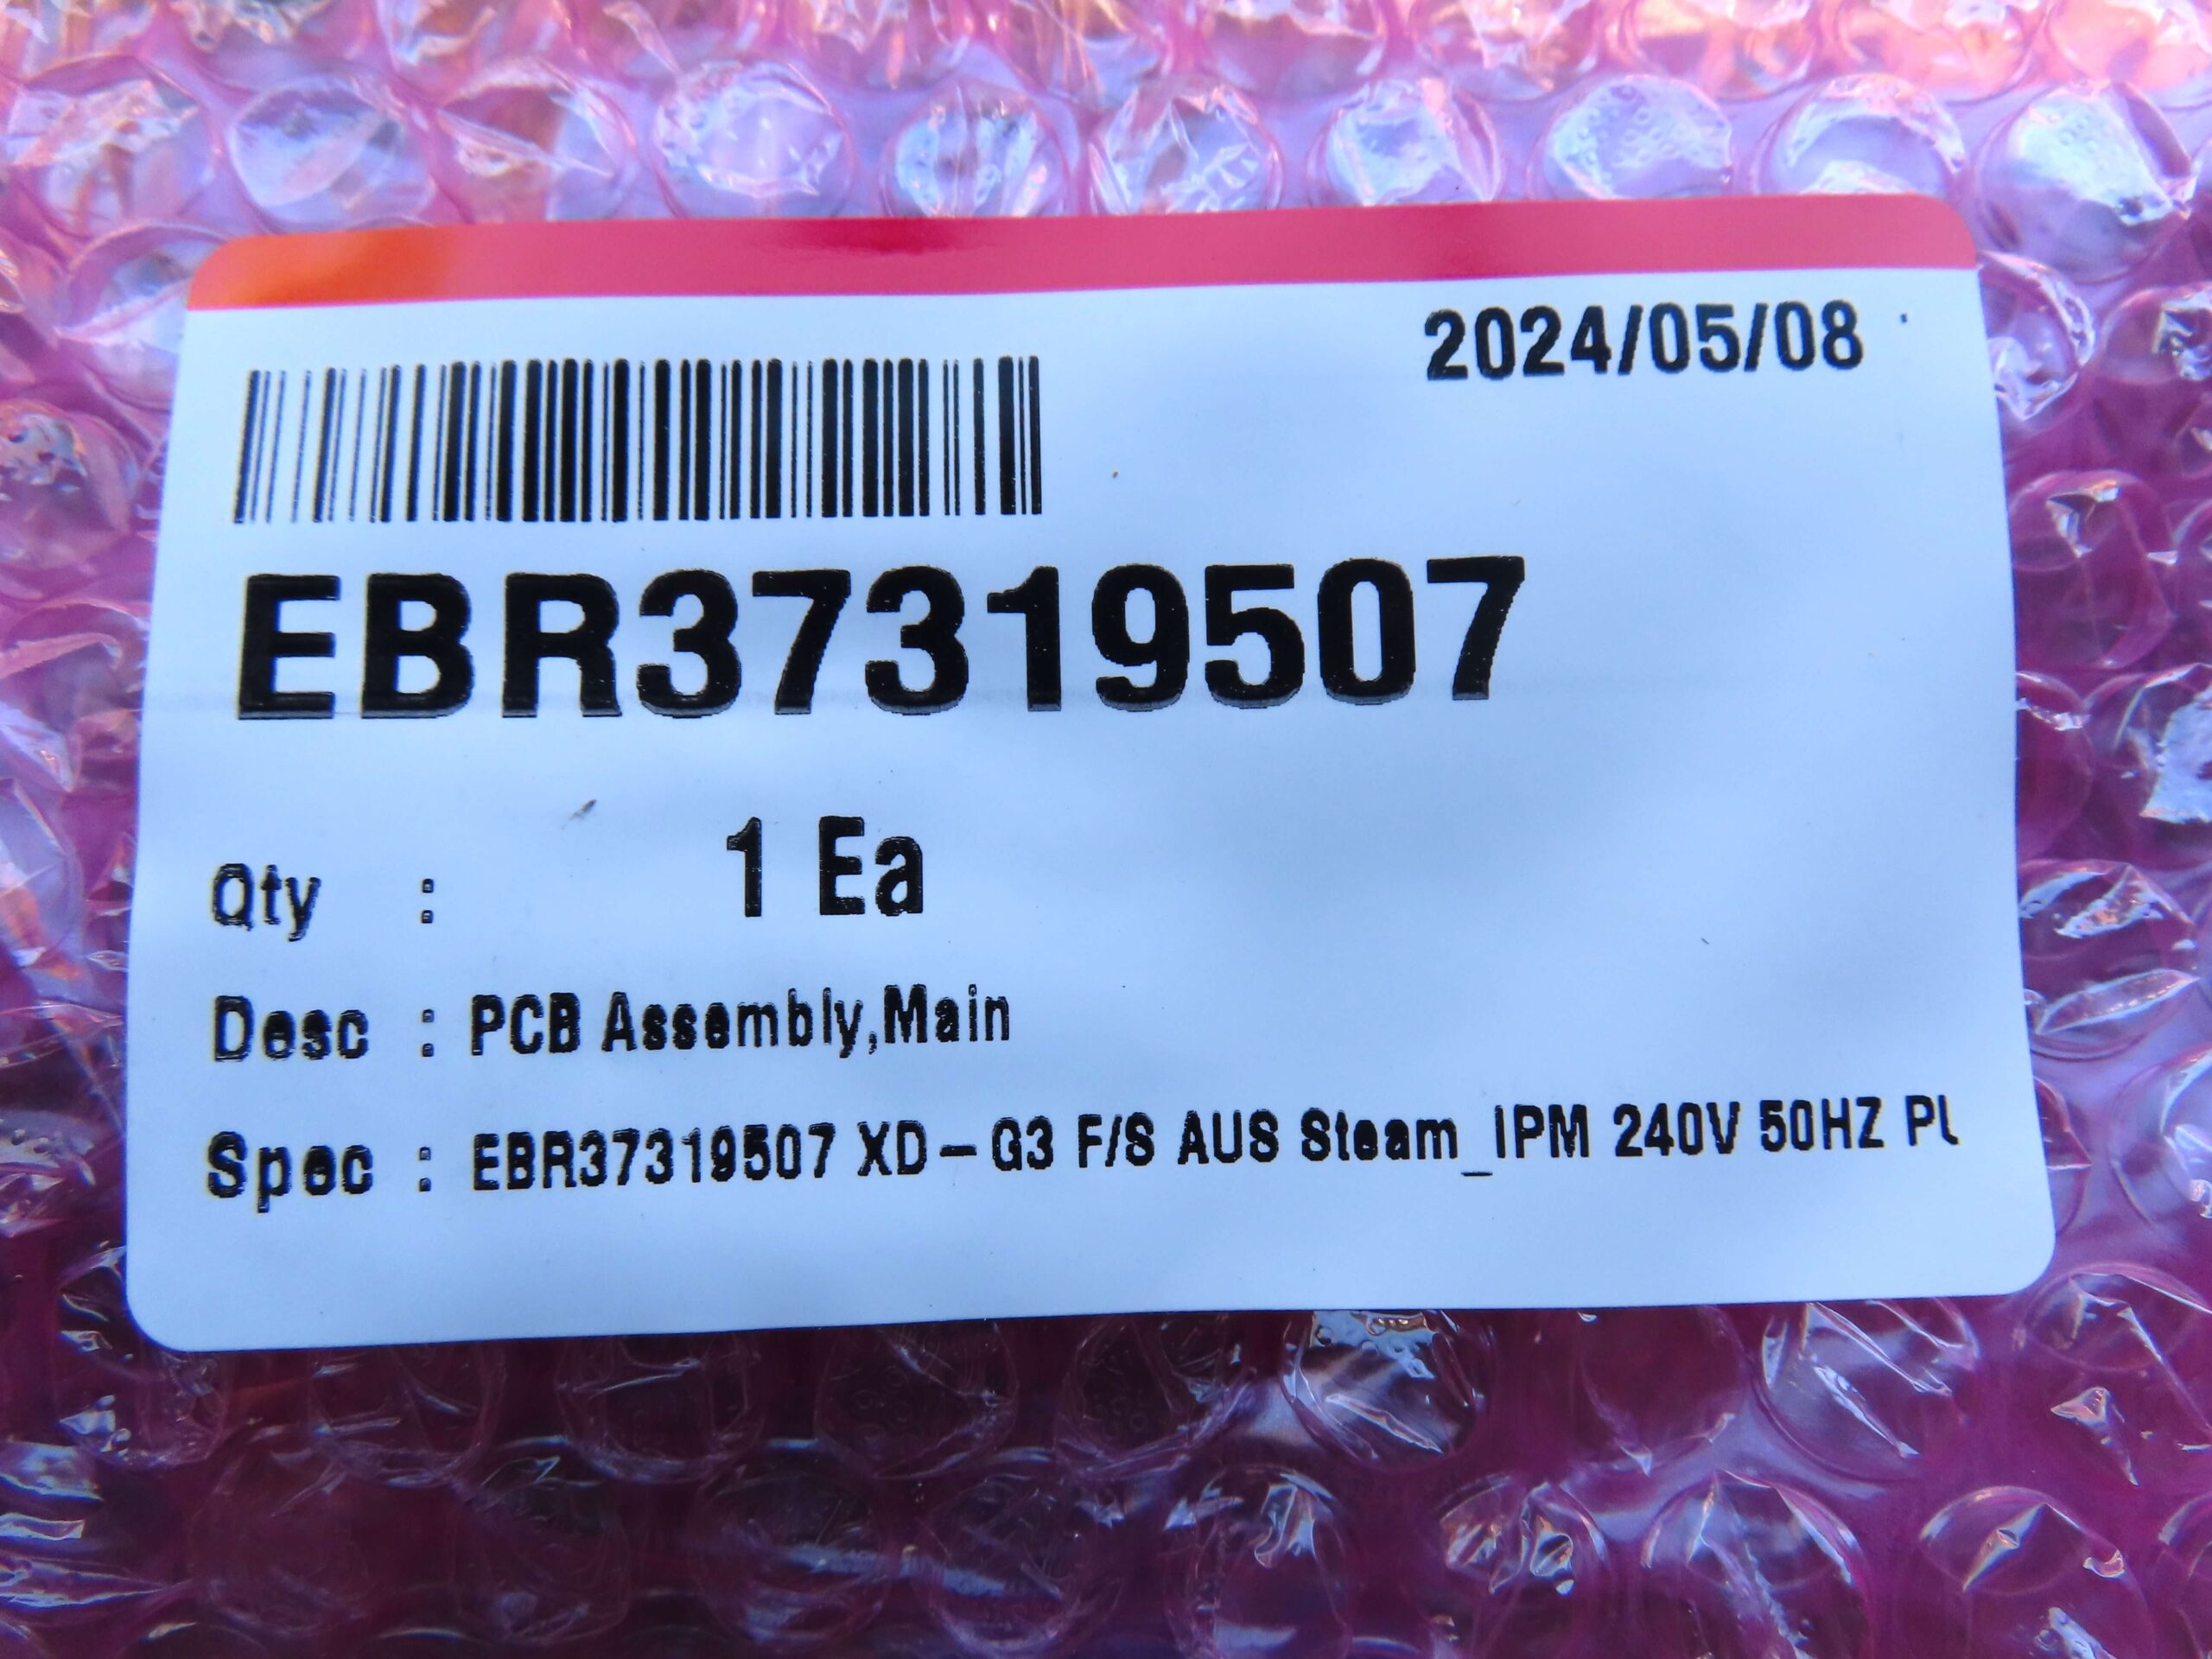 2024/05/08
EBR37319507
Qty : 1 Ea
Desc : PCB Assembly,Main
Spec : EBR37319507 XD-G3 F/S AUS Steam_IPM 240V 50HZ